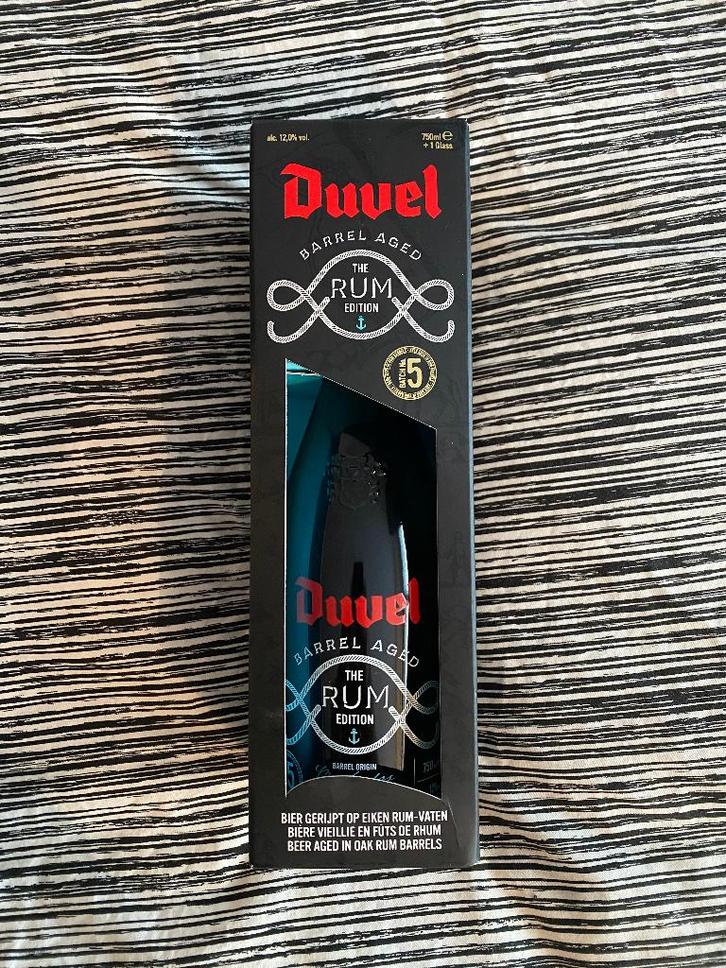 alc. 12,0% vol.
750ml ℮
+ 1 Glass
Duvel
BARREL AGED
THE
RUM
EDITION
BATCH No. 5
Duvel
BARREL AGED
THE
RUM
EDITION
BARREL ORIGIN
750
BIER GERIJPT OP EIKEN RUM-VATEN
BIÈRE VIEILLIE EN FÛTS DE RHUM
BEER AGED IN OAK RUM BARRELS